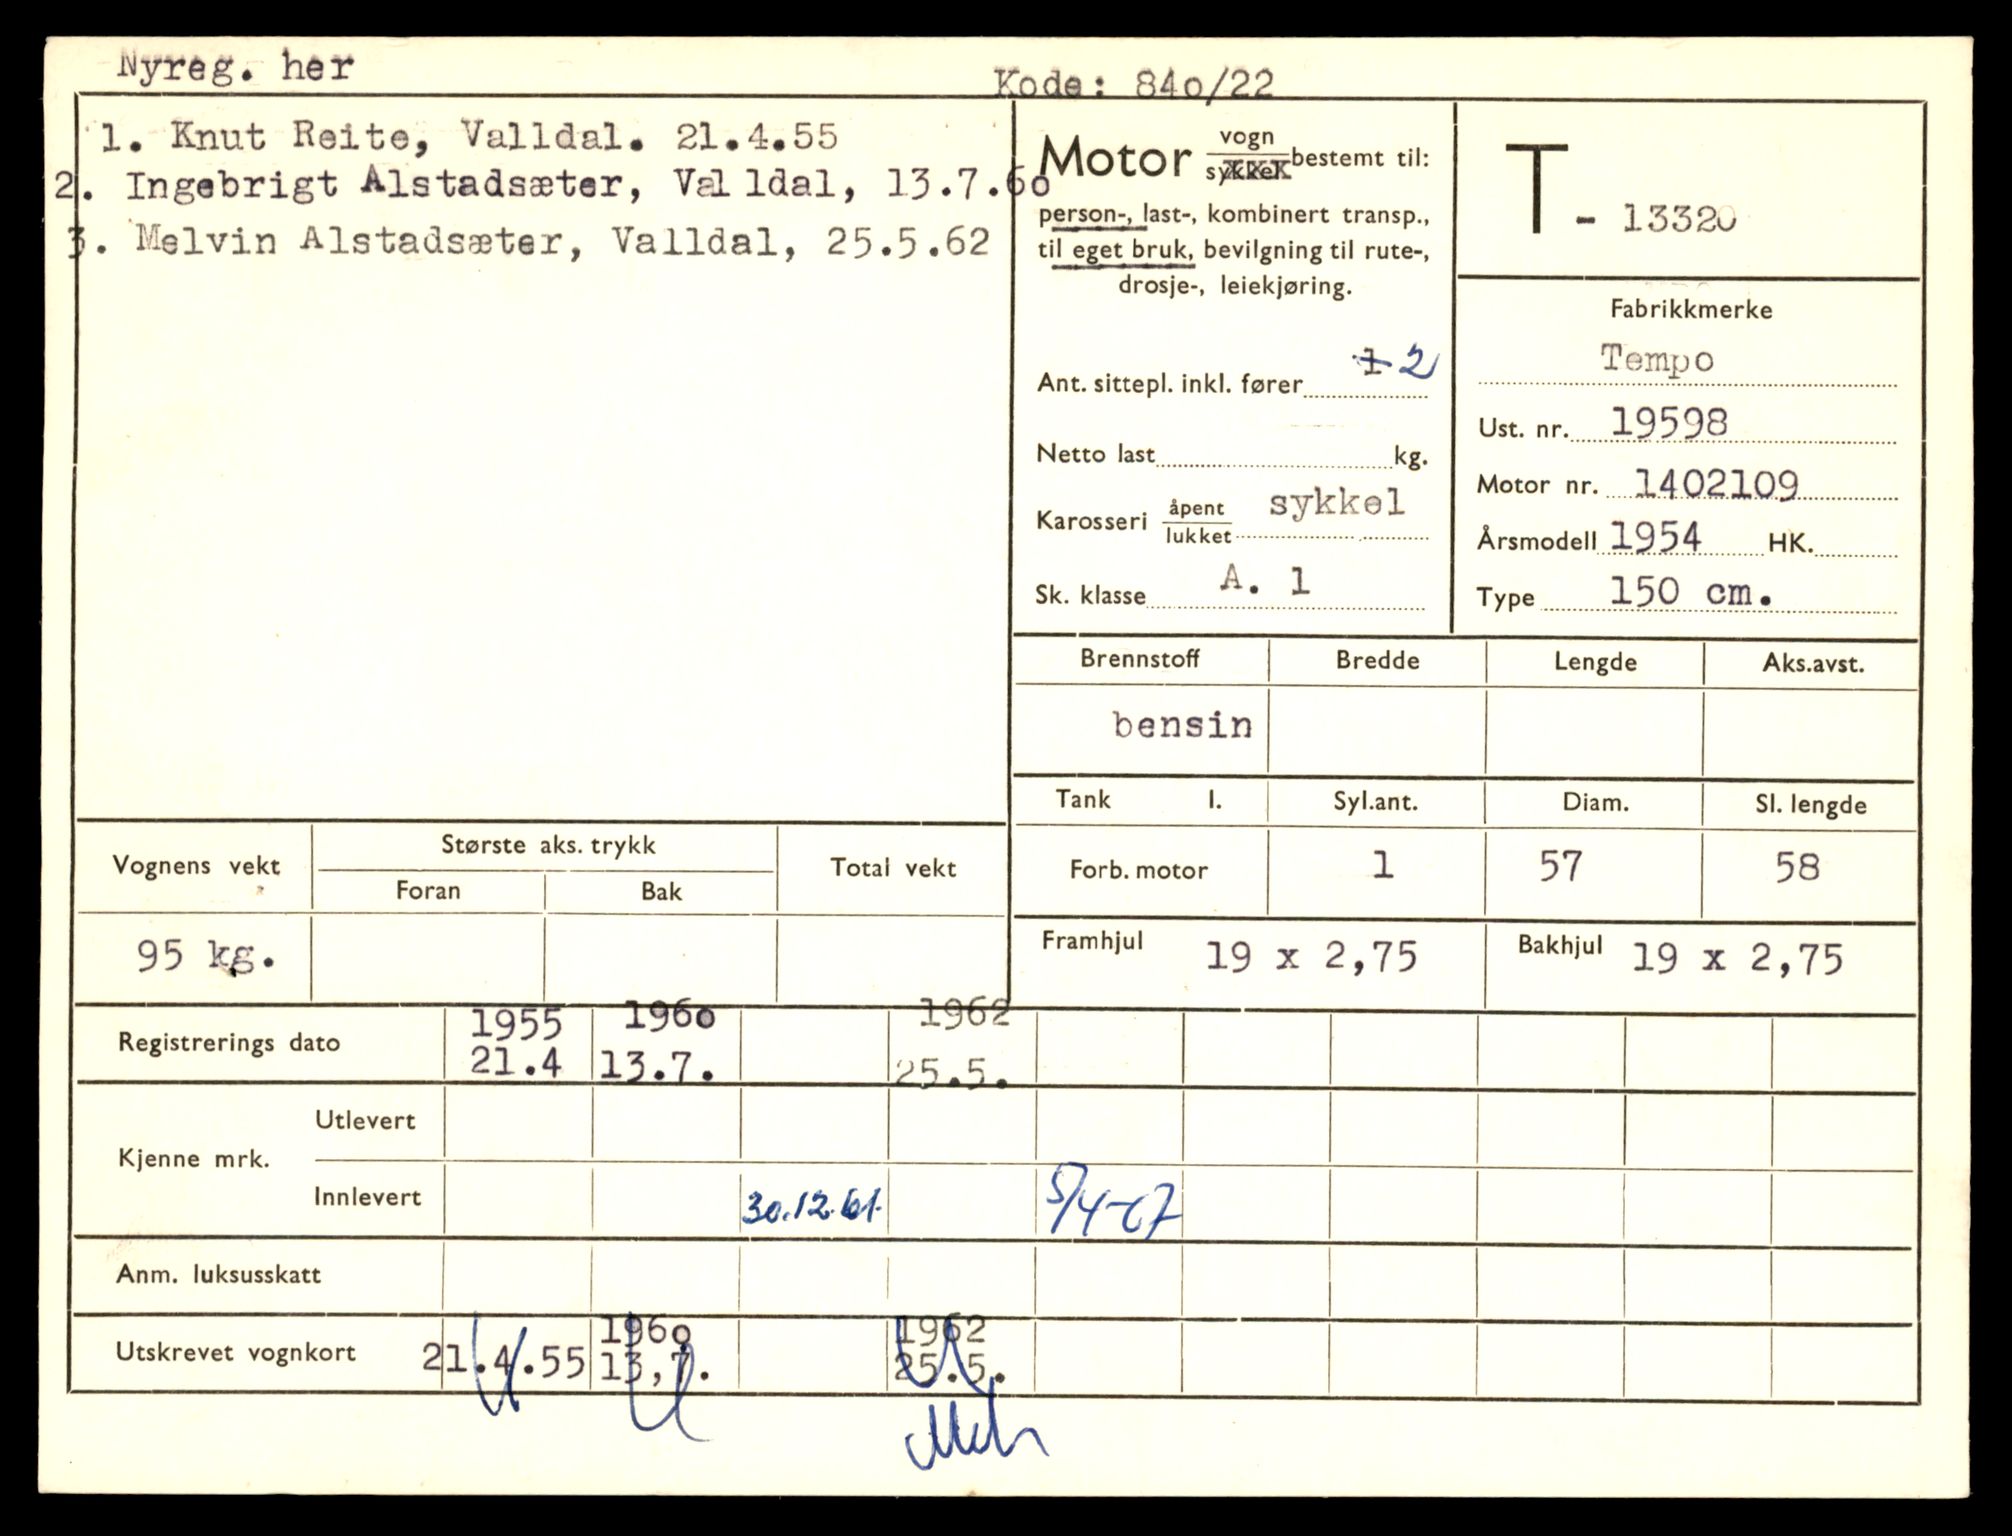 Nyreg. her
Kode: 84o/22
1. Knut Reite, Valldal. 21.4.55
2. Ingebrigt Alstadsæter, Valldal, 13.7.6o
3. Melvin Alstadsæter, Valldal, 25.5.62
Motor vogn bestemt til:
sykkel
person-, last-, kombinert transp.,
til eget bruk, bevilgning til rute-,
drosje-, leiekjøring.
Ant. sittepl. inkl. fører 1 2
Netto last kg.
Karosseri åpent sykkel
lukket
Sk. klasse A. 1
T - 13320
Fabrikkmerke
Tempo
Ust. nr. 19598
Motor nr. 1402109
Årsmodell 1954 HK.
Type 150 cm.
Brennstoff Bredde Lengde Aks.avst.
bensin
Tank l. Syl.ant. Diam. Sl. lengde
Forb. motor 1 57 58
Framhjul 19 x 2,75 Bakhjul 19 x 2,75
Vognens vekt Største aks. trykk Total vekt
Foran Bak
95 kg.
1955 196o 1962
Registrerings dato
21.4 13.7. 25.5.
Utlevert
Kjenne mrk.
Innlevert 30.12.61. 5/4-67
Anm. luksusskatt
196o 1962
Utskrevet vognkort 21.4.55 13,7. 25.5.